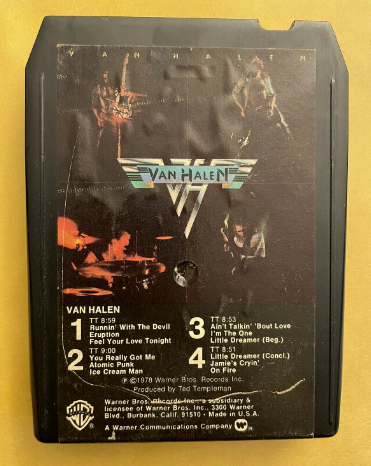 VAN HALEN
VAN HALEN
VAN HALEN
1 TT 8:59
Runnin' With The Devil
Eruption
Feel Your Love Tonight
2 TT 9:00
You Really Got Me
Atomic Punk
Ice Cream Man
3 TT 8:53
Ain't Talkin' 'Bout Love
I'm The One
Little Dreamer (Beg.)
4 TT 8:51
Little Dreamer (Concl.)
Jamie's Cryin'
On Fire
℗ ©1978 Warner Bros. Records Inc.
Produced by Ted Templeman
Warner Bros. Records Inc., a subsidiary &
licensee of Warner Bros. Inc., 3300 Warner
Blvd., Burbank, Calif. 91510 • Made in U.S.A.
A Warner Communications Company